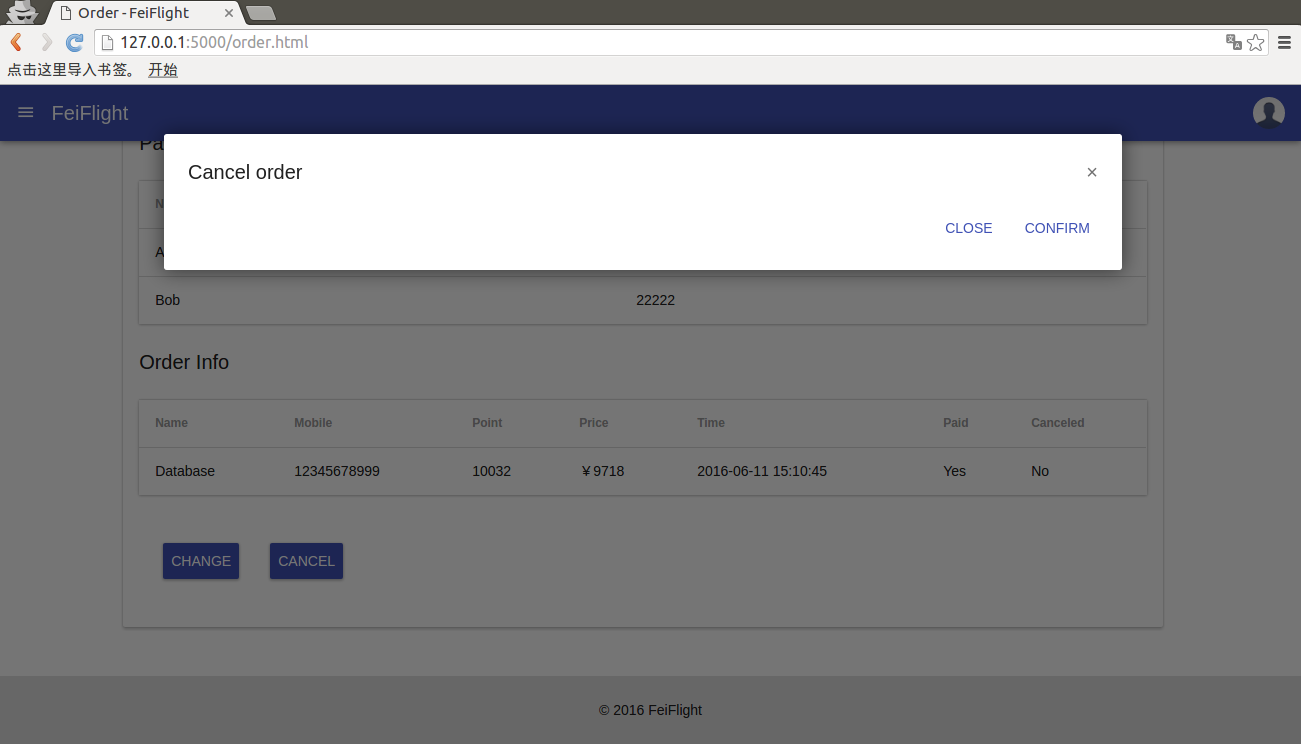 Order - FeiFlight
127.0.0.1:5000/order.html
点击这里导入书签。 开始
FeiFlight
Cancel order ×
CLOSE CONFIRM
Bob 22222
Order Info
Name Mobile Point Price Time Paid Canceled
Database 12345678999 10032 ￥9718 2016-06-11 15:10:45 Yes No
CHANGE CANCEL
© 2016 FeiFlight